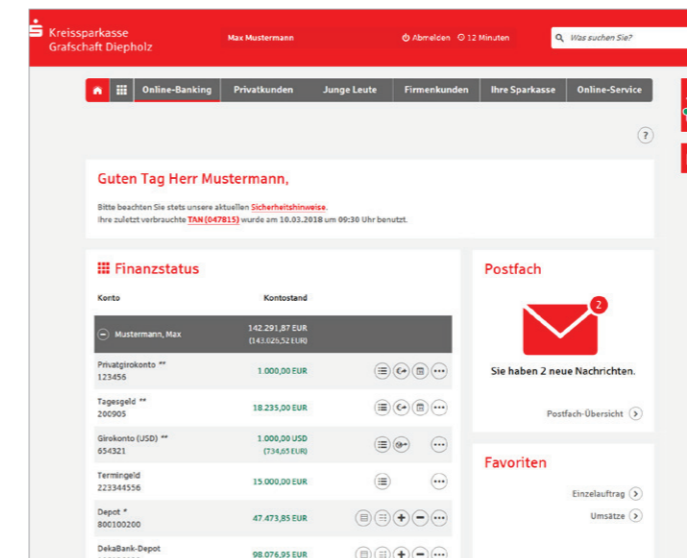 Kreissparkasse
Grafschaft Diepholz
Max Mustermann
Abmelden
12 Minuten
Was suchen Sie?
Online-Banking
Privatkunden
Junge Leute
Firmenkunden
Ihre Sparkasse
Online-Service
?
Guten Tag Herr Mustermann,
Bitte beachten Sie stets unsere aktuellen Sicherheitshinweise.
Ihre zuletzt verbrauchte TAN (047815) wurde am 10.03.2018 um 09:30 Uhr benutzt.
Finanzstatus
Konto Kontostand
Mustermann, Max 142.291,87 EUR
(143.026,52 EUR)
Privatgirokonto ** 1.000,00 EUR
123456
Tagesgeld ** 18.235,00 EUR
200905
Girokonto (USD) ** 1.000,00 USD
654321 (734,65 EUR)
Termingeld 15.000,00 EUR
223344556
Depot * 47.473,85 EUR
800100200
DekaBank-Depot 98.076,95 EUR
Postfach
2
Sie haben 2 neue Nachrichten.
Postfach-Übersicht
Favoriten
Einzelauftrag
Umsätze